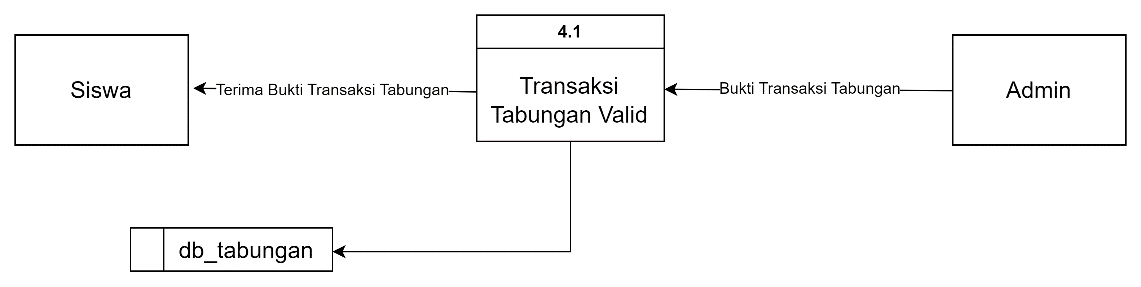 4.1
Siswa
Terima Bukti Transaksi Tabungan
Transaksi
Tabungan Valid
Bukti Transaksi Tabungan
Admin
db_tabungan